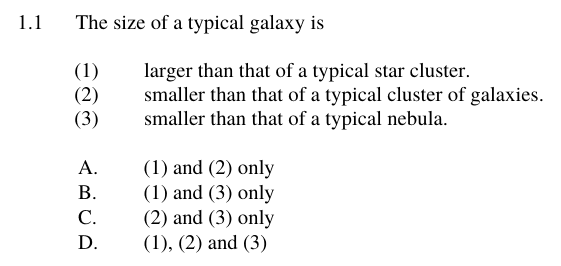 1.1 The size of a typical galaxy is
(1) larger than that of a typical star cluster.
(2) smaller than that of a typical cluster of galaxies.
(3) smaller than that of a typical nebula.
A. (1) and (2) only
B. (1) and (3) only
C. (2) and (3) only
D. (1), (2) and (3)